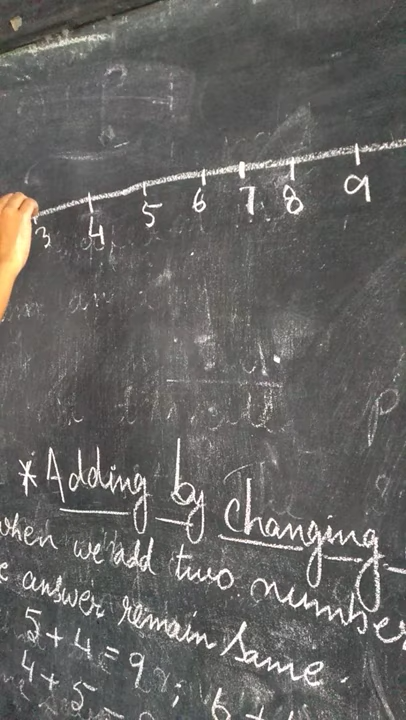 3 4 5 6 7 8 9
* Adding by changing
when we add two number
answer remain same.
5 + 4 = 9 ; 6 +
4 + 5 =